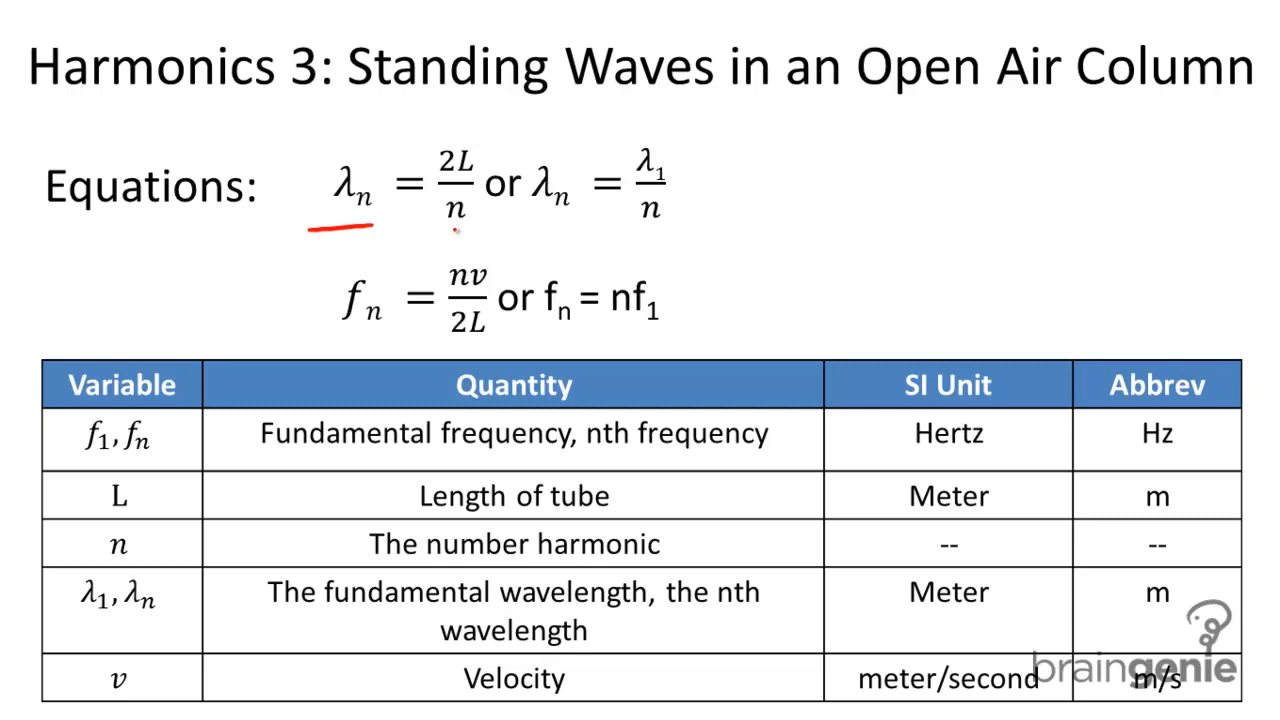 Harmonics 3: Standing Waves in an Open Air Column
Equations: λₙ = 2L/n or λₙ = λ₁/n
fₙ = nv/2L or fₙ = nf₁
Variable Quantity SI Unit Abbrev
f₁, fₙ Fundamental frequency, nth frequency Hertz Hz
L Length of tube Meter m
n The number harmonic -- --
λ₁, λₙ The fundamental wavelength, the nth Meter m
wavelength
v Velocity meter/second m/s
braingenie